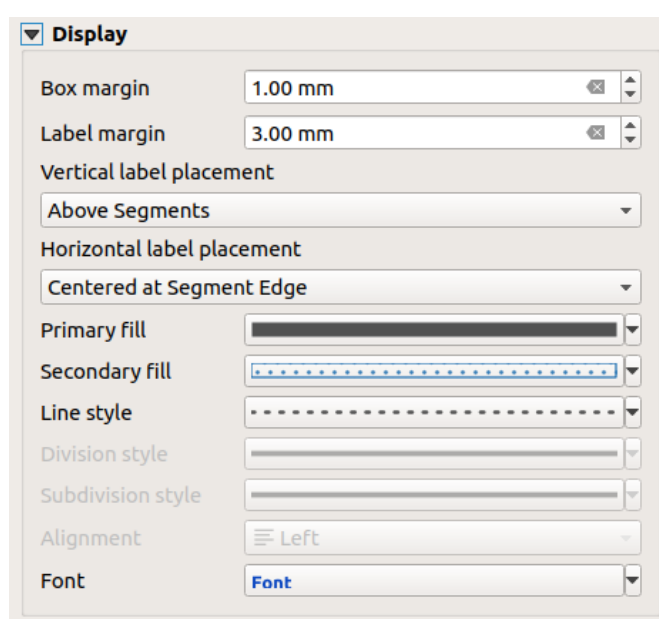 Display
Box margin 1.00 mm
Label margin 3.00 mm
Vertical label placement
Above Segments
Horizontal label placement
Centered at Segment Edge
Primary fill
Secondary fill
Line style
Division style
Subdivision style
Alignment Left
Font Font